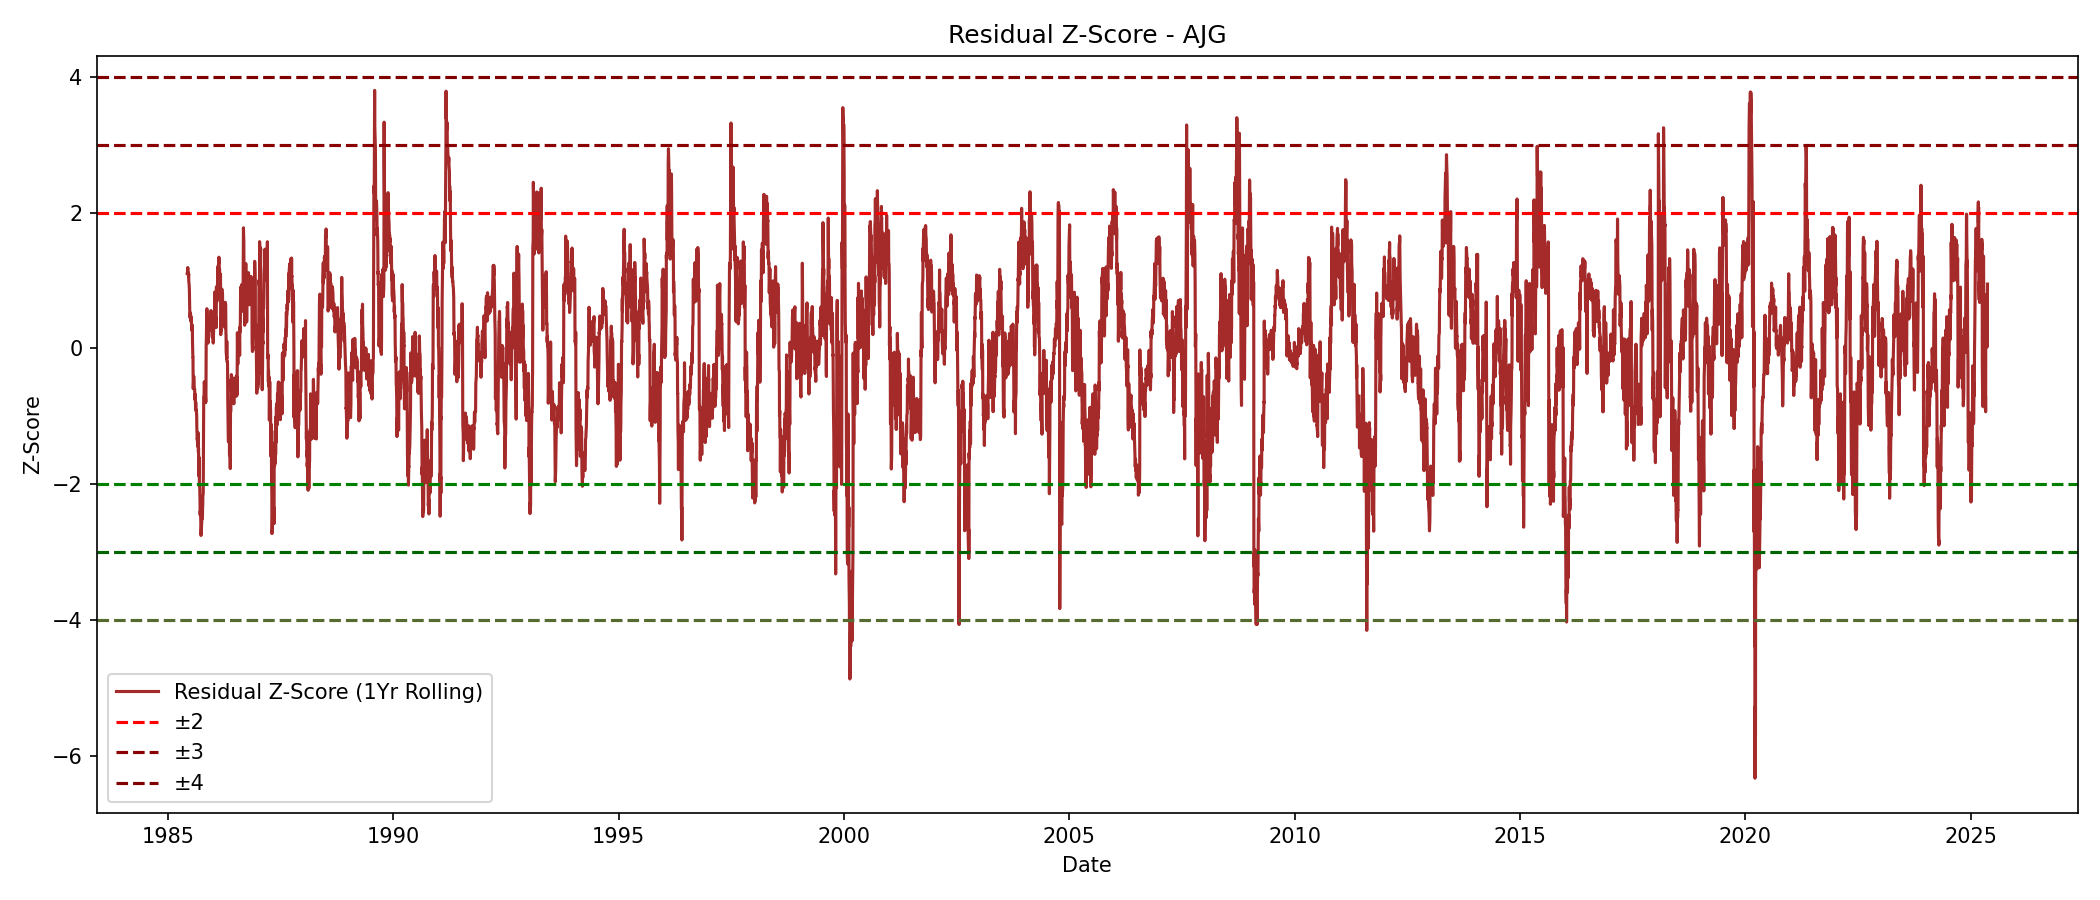 Residual Z-Score - AJG
Z-Score
4
2
0
−2
−4
−6
Residual Z-Score (1Yr Rolling)
±2
±3
±4
1985 1990 1995 2000 2005 2010 2015 2020 2025
Date